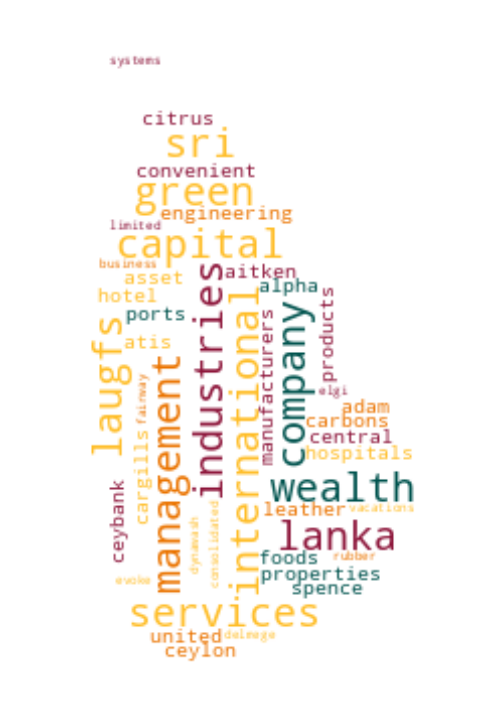 systems
citrus
sri
convenient
green
engineering
limited
capital
business
aitken
asset
alpha
hotel
ports
industries
international
company
products
manufacturers
laugfs
atis
management
fairway
elgi
adam
carbons
cargills
central
hospitals
wealth
ceybank
leather
vacations
dynawash
consolidated
lanka
foods
rubber
properties
evoke
spence
services
united
delmege
ceylon